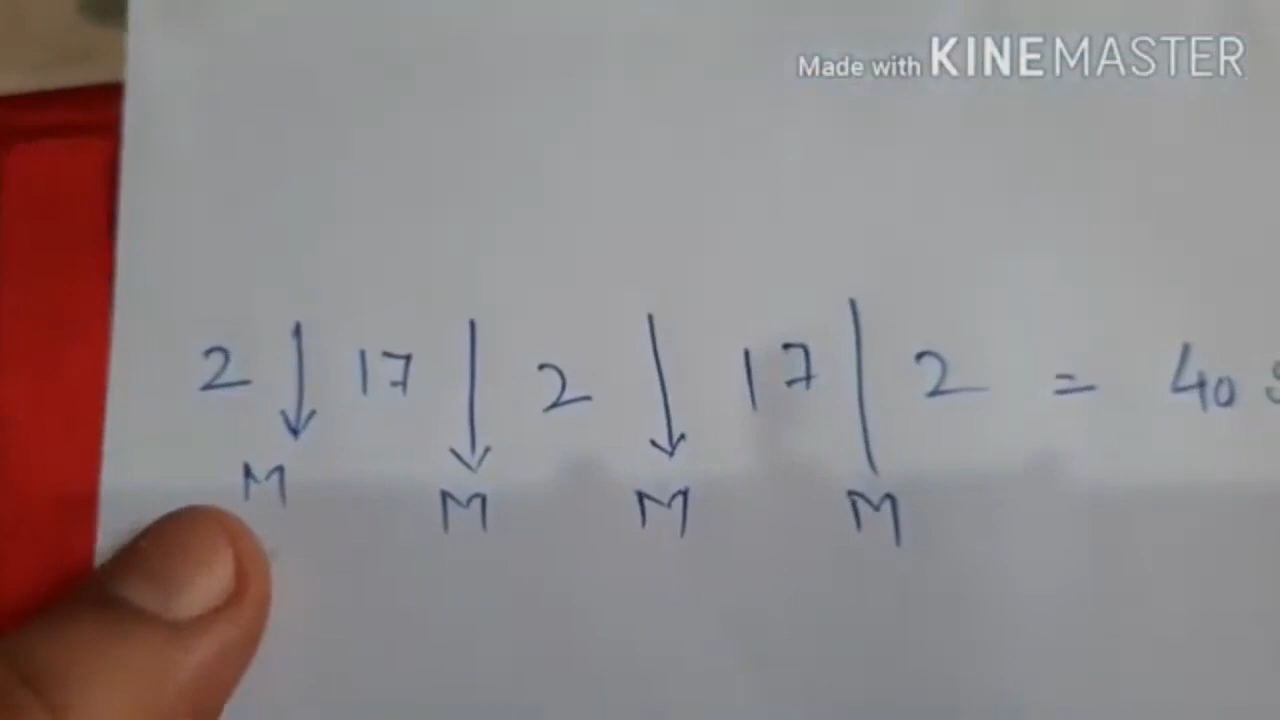 Made with KINEMASTER
2 ↓ 17 ↓ 2 ↓ 17 | 2 = 40
M M M M